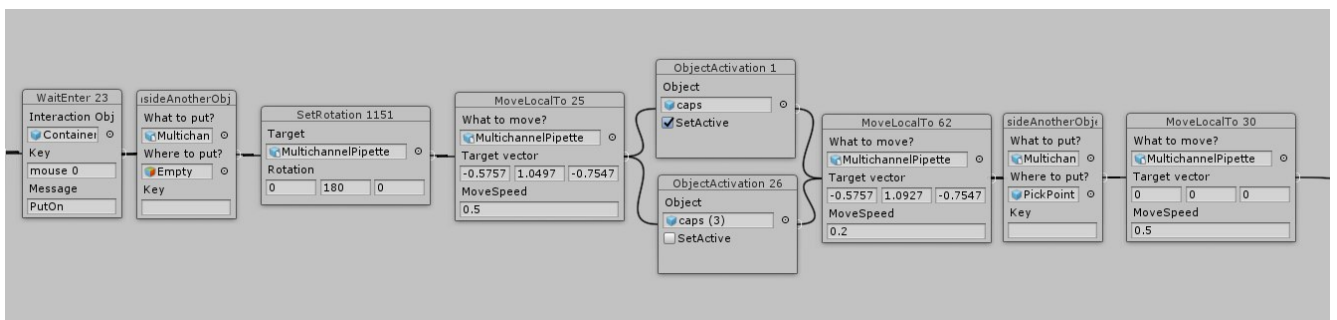 WaitEnter 23
Interaction Obj
Container
Key
mouse 0
Message
PutOn
sideAnotherObj
What to put?
Multichan
Where to put?
Empty
Key
SetRotation 1151
Target
MultichannelPipette
Rotation
0 180 0
MoveLocalTo 25
What to move?
MultichannelPipette
Target vector
-0.5757 1.0497 -0.7547
MoveSpeed
0.5
ObjectActivation 1
Object
caps
SetActive
ObjectActivation 26
Object
caps (3)
SetActive
MoveLocalTo 62
What to move?
MultichannelPipette
Target vector
-0.5757 1.0927 -0.7547
MoveSpeed
0.2
sideAnotherObj
What to put?
Multichan
Where to put?
PickPoint
Key
MoveLocalTo 30
What to move?
MultichannelPipette
Target vector
0 0 0
MoveSpeed
0.5